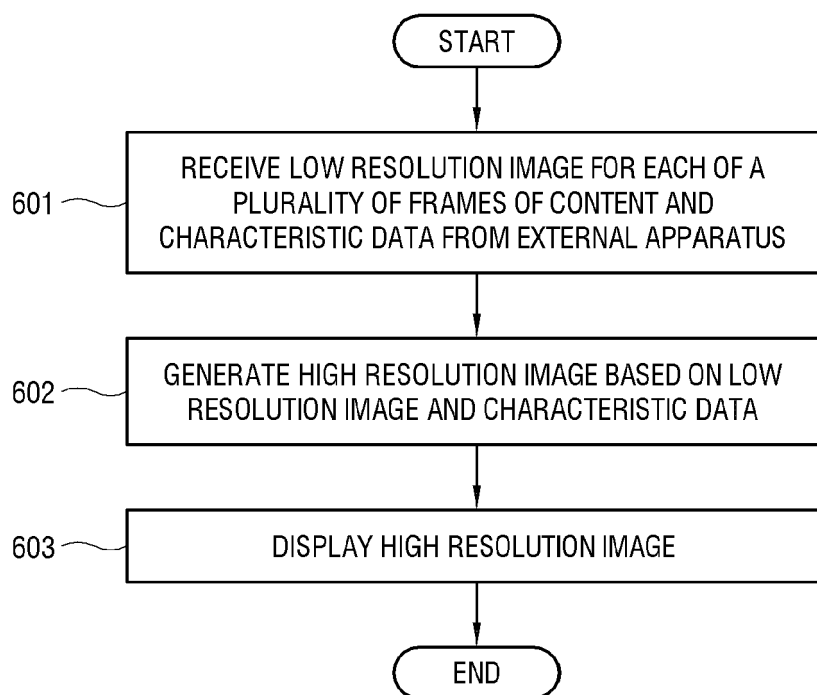 START
601
RECEIVE LOW RESOLUTION IMAGE FOR EACH OF A
PLURALITY OF FRAMES OF CONTENT AND
CHARACTERISTIC DATA FROM EXTERNAL APPARATUS
602
GENERATE HIGH RESOLUTION IMAGE BASED ON LOW
RESOLUTION IMAGE AND CHARACTERISTIC DATA
603
DISPLAY HIGH RESOLUTION IMAGE
END